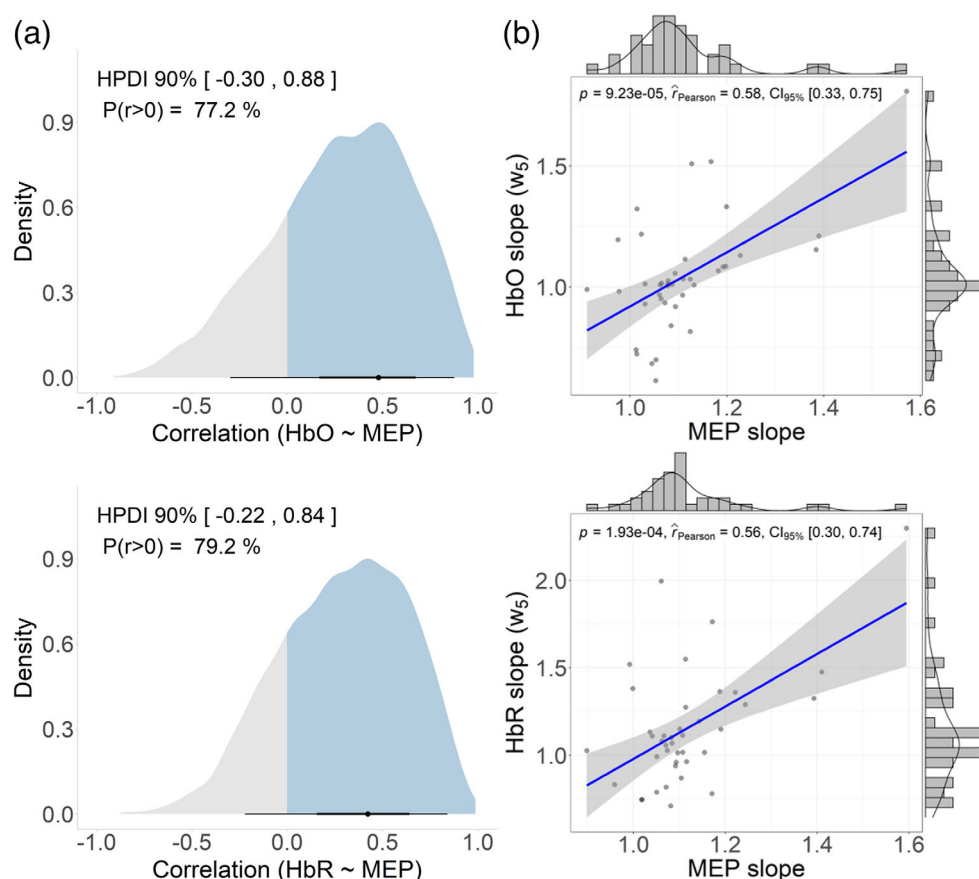 (a)
HPDI 90% [ -0.30 , 0.88 ]
P(r>0) = 77.2 %
Density
0.9
0.6
0.3
0.0
-1.0 -0.5 0.0 0.5 1.0
Correlation (HbO ~ MEP)
(b)
p = 9.23e-05, r̂Pearson = 0.58, CI95% [0.33, 0.75]
HbO slope (w5)
1.5
1.0
1.0 1.2 1.4 1.6
MEP slope
HPDI 90% [ -0.22 , 0.84 ]
P(r>0) = 79.2 %
Density
0.9
0.6
0.3
0.0
-1.0 -0.5 0.0 0.5 1.0
Correlation (HbR ~ MEP)
p = 1.93e-04, r̂Pearson = 0.56, CI95% [0.30, 0.74]
HbR slope (w5)
2.0
1.5
1.0
1.0 1.2 1.4 1.6
MEP slope